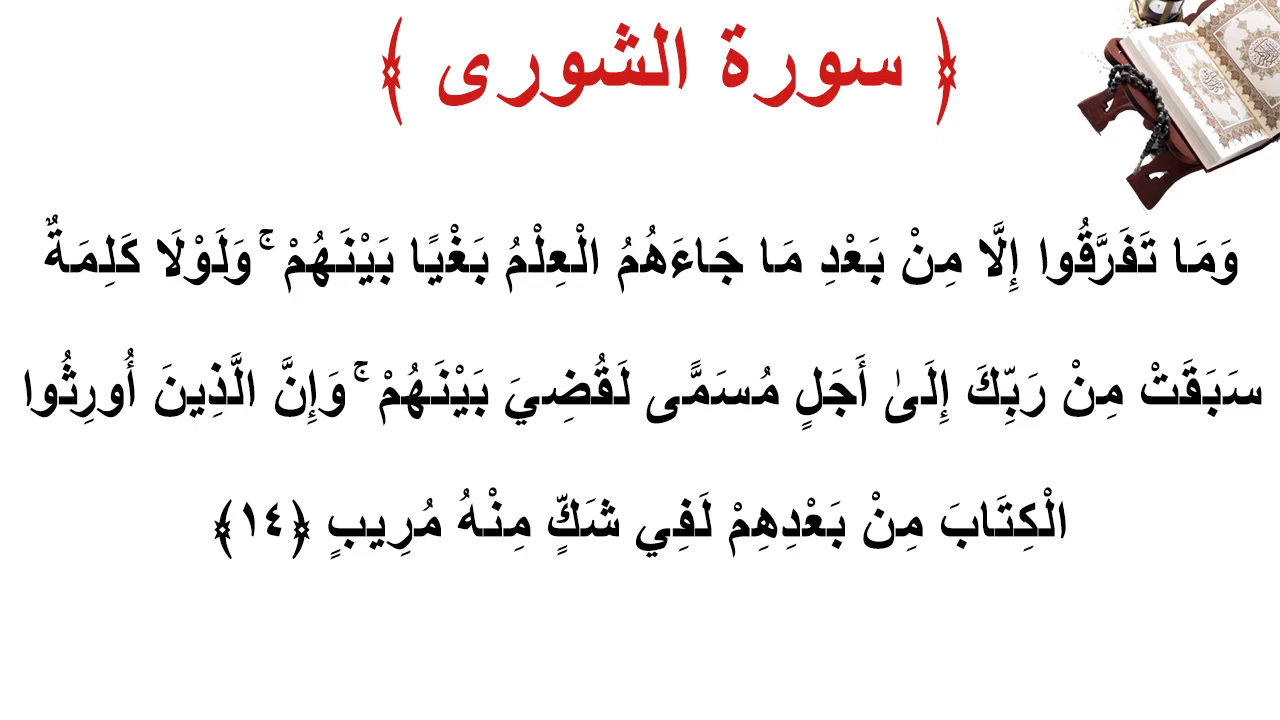 ﴿ سورة الشورى ﴾
وَمَا تَفَرَّقُوا إِلَّا مِنْ بَعْدِ مَا جَاءَهُمُ الْعِلْمُ بَغْيًا بَيْنَهُمْ ۚ وَلَوْلَا كَلِمَةٌ
سَبَقَتْ مِنْ رَبِّكَ إِلَىٰ أَجَلٍ مُسَمًّى لَقُضِيَ بَيْنَهُمْ ۚ وَإِنَّ الَّذِينَ أُورِثُوا
الْكِتَابَ مِنْ بَعْدِهِمْ لَفِي شَكٍّ مِنْهُ مُرِيبٍ ﴿١٤﴾